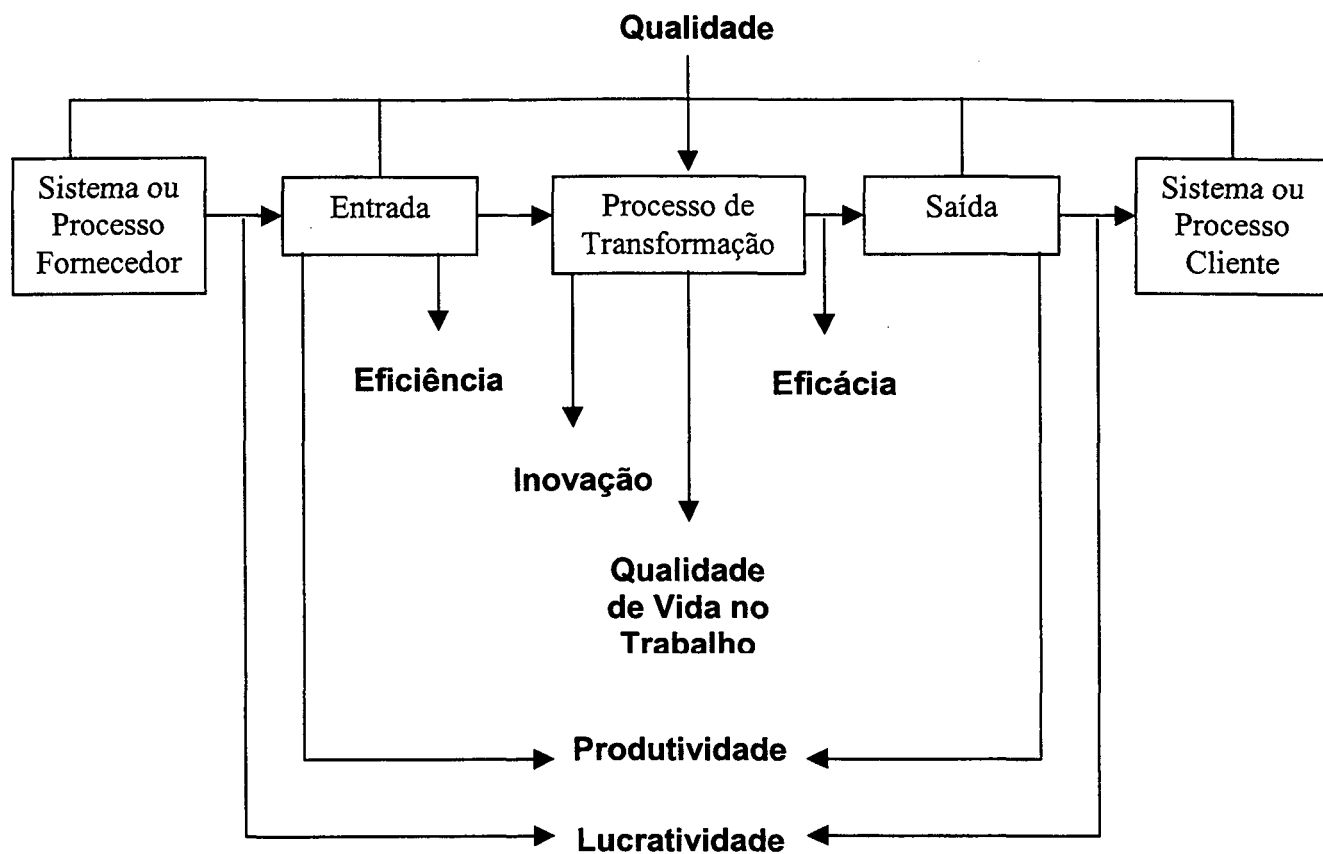 Qualidade
Sistema ou
Processo
Fornecedor
Entrada
Processo de
Transformação
Saída
Sistema ou
Processo
Cliente
Eficiência
Eficácia
Inovação
Qualidade
de Vida no
Trabalho
Produtividade
Lucratividade